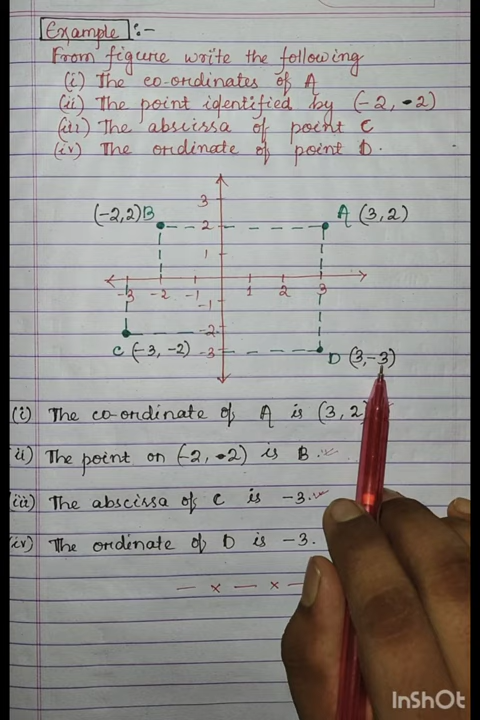 Example :-
From figure write the following
(i) The co-ordinates of A
(ii) The point identified by (-2, -2)
(iii) The abscissa of point C
(iv) The ordinate of point D.
3
(-2,2) B 2 A (3,2)
1
-3 -2 -1 1 2 3
-1
-2
C (-3, -2) -3 D (3,-3)
(i) The co-ordinate of A is (3, 2)
ii) The point on (-2, -2) is B.
(iii) The abscissa of C is -3.
(iv) The ordinate of D is -3.
— x — x —
InShOt